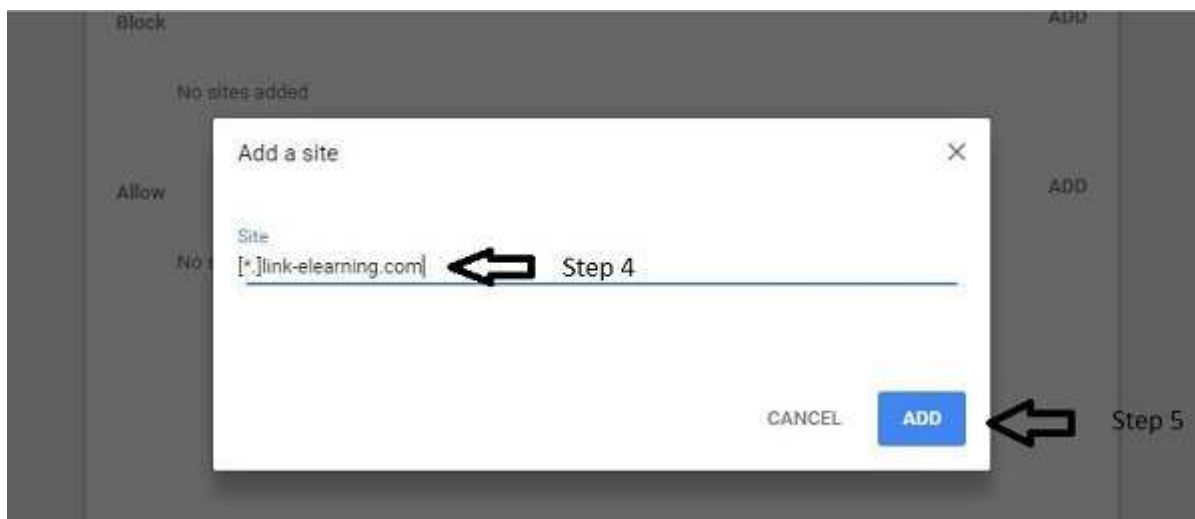 Block
ADD
No sites added
Add a site
Allow
ADD
Site
No s
[*.]link-elearning.com
Step 4
CANCEL
ADD
Step 5